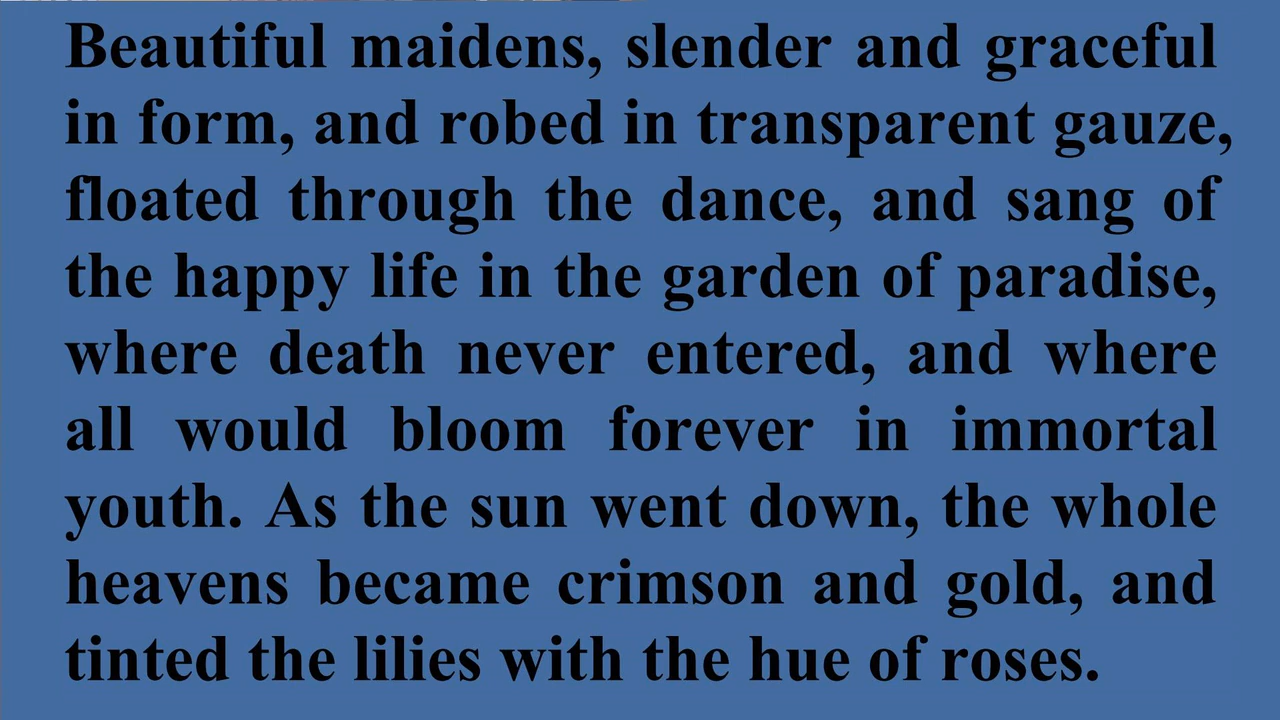 Beautiful maidens, slender and graceful
in form, and robed in transparent gauze,
floated through the dance, and sang of
the happy life in the garden of paradise,
where death never entered, and where
all would bloom forever in immortal
youth. As the sun went down, the whole
heavens became crimson and gold, and
tinted the lilies with the hue of roses.